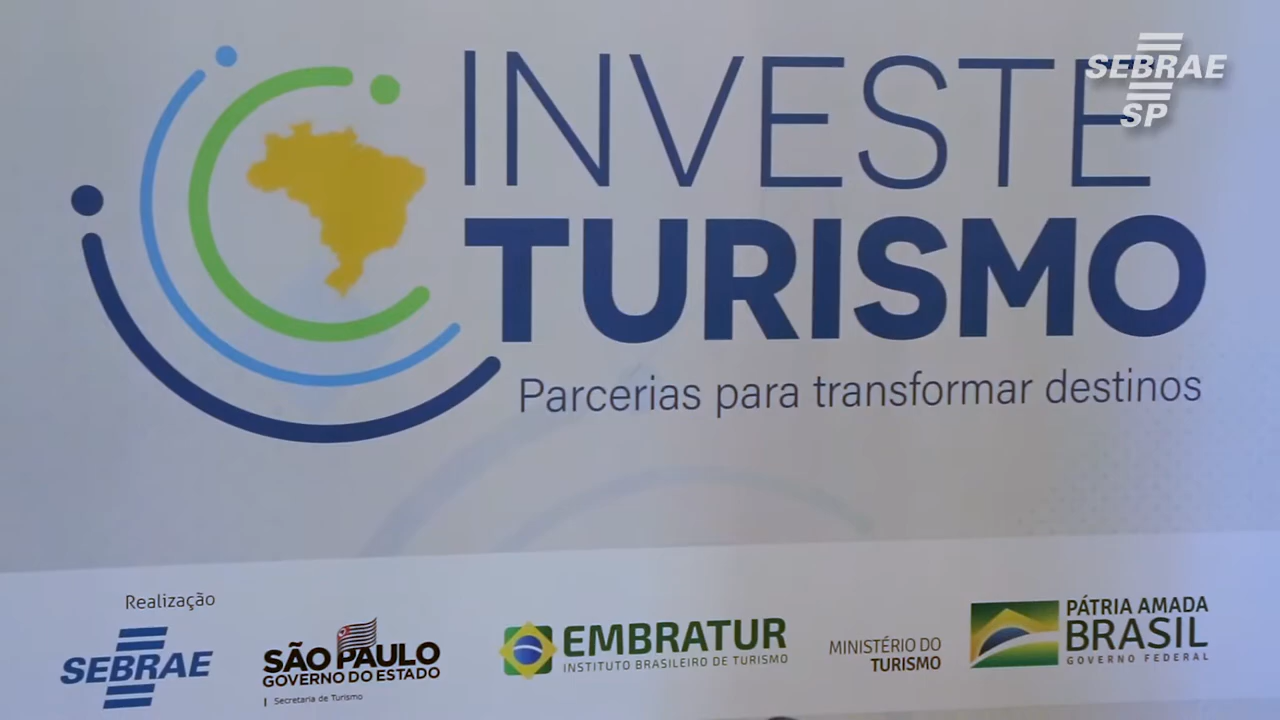 INVESTE
TURISMO
Parcerias para transformar destinos
SEBRAE
SP
Realização
SEBRAE
SÃO PAULO
GOVERNO DO ESTADO
Secretaria de Turismo
EMBRATUR
INSTITUTO BRASILEIRO DE TURISMO
MINISTÉRIO DO
TURISMO
PÁTRIA AMADA
BRASIL
GOVERNO FEDERAL